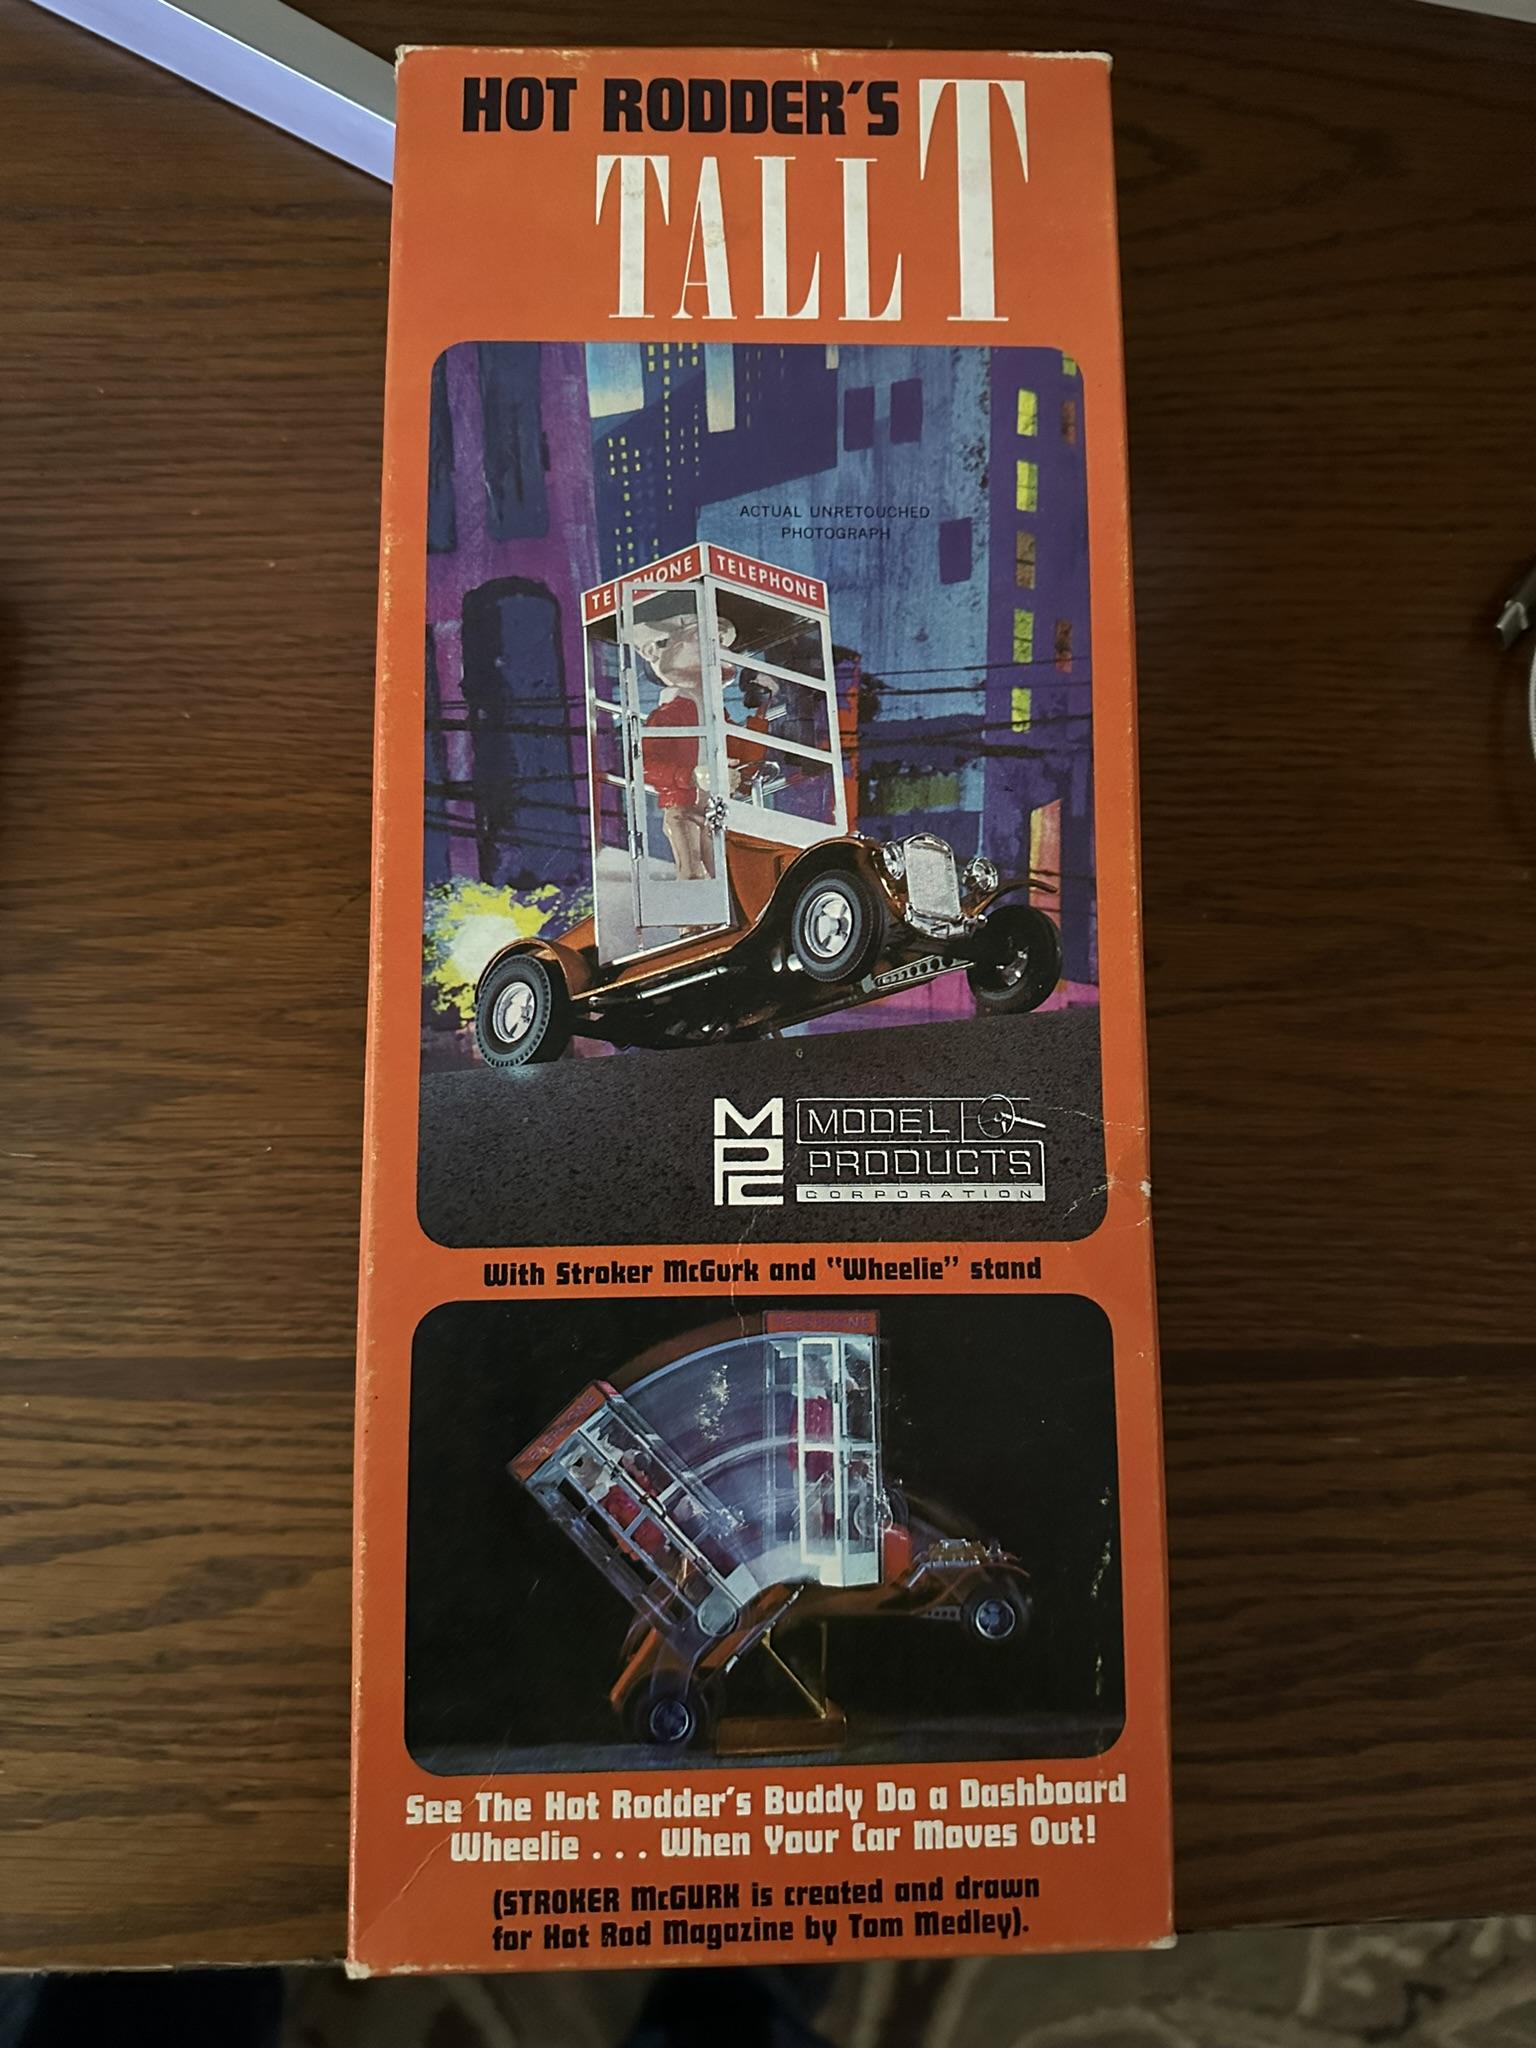 HOT RODDER'S
TALL T
ACTUAL UNRETOUCHED
PHOTOGRAPH
TELEPHONE
MPC
MODEL
PRODUCTS
CORPORATION
With Stroker McGurk and "Wheelie" stand
TELEPHONE
TELEPHONE
See The Hot Rodder's Buddy Do a Dashboard
Wheelie . . . When Your Car Moves Out!
(STROKER McGURK is created and drawn
for Hot Rod Magazine by Tom Medley).